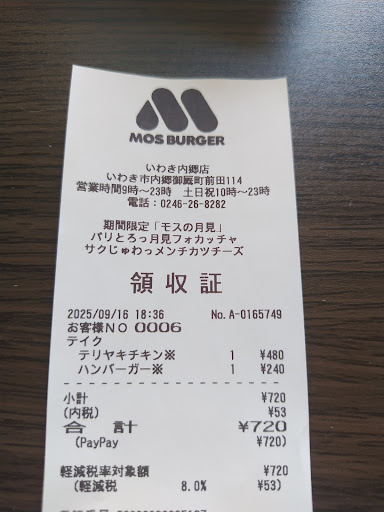 MOS BURGER
いわき内郷店
いわき市内郷御厩町前田114
営業時間9時～23時 土日祝10時～23時
電話：0246-26-8282
期間限定「モスの月見」
パリとろっ月見フォカッチャ
サクじゅわっメンチカツチーズ
領収証
2025/09/16 18:36 No.A-0165749
お客様NO 0006
テイク
テリヤキチキン※ 1 ¥480
ハンバーガー※ 1 ¥240
小計 ¥720
(内税) ¥53
合計 ¥720
(PayPay ¥720)
軽減税率対象額 ¥720
(軽減税 8.0% ¥53)